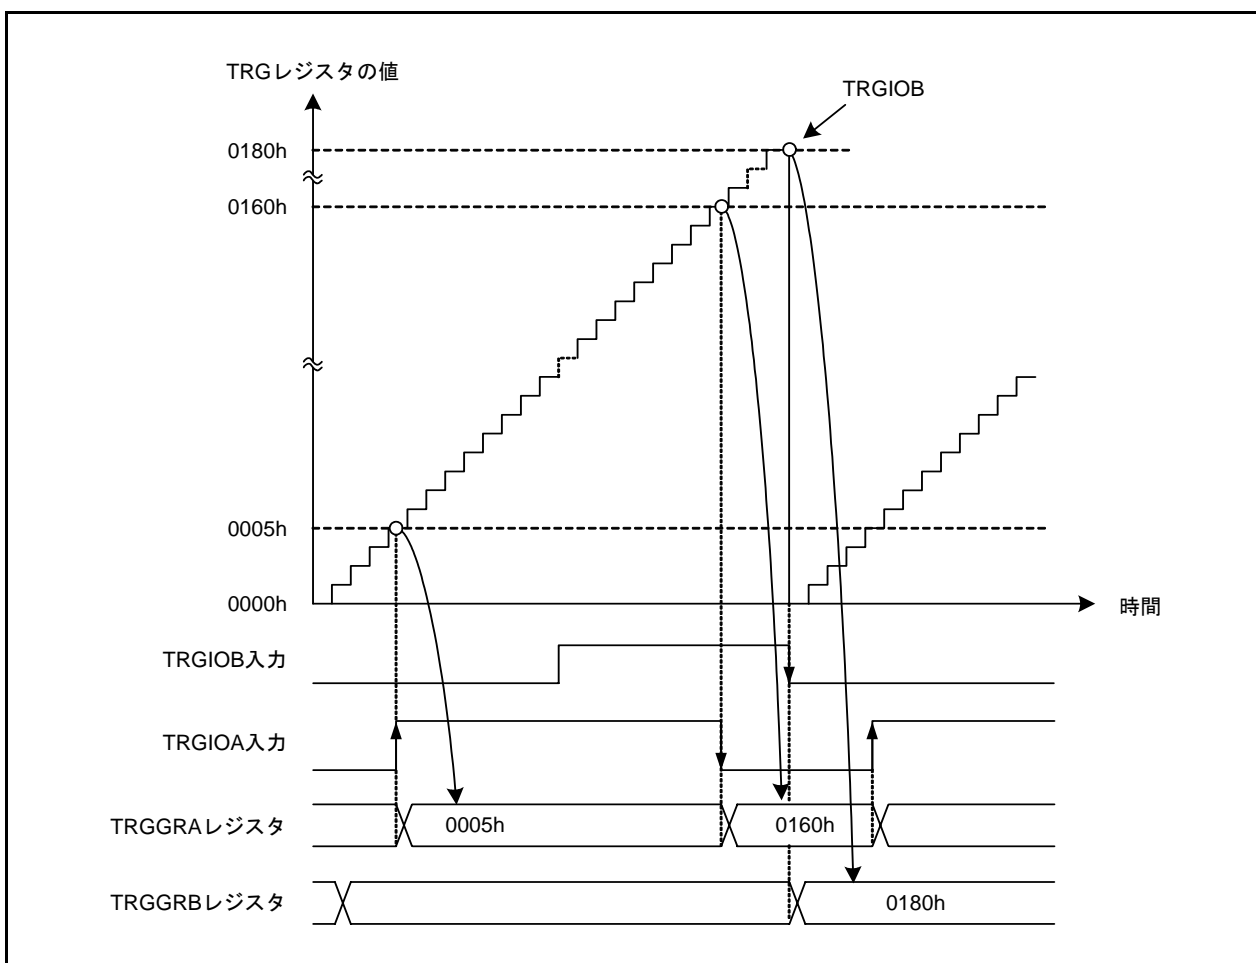 TRGレジスタの値
TRGIOB
0180h
0160h
0005h
0000h
時間
TRGIOB入力
TRGIOA入力
TRGGRAレジスタ
0005h
0160h
TRGGRBレジスタ
0180h